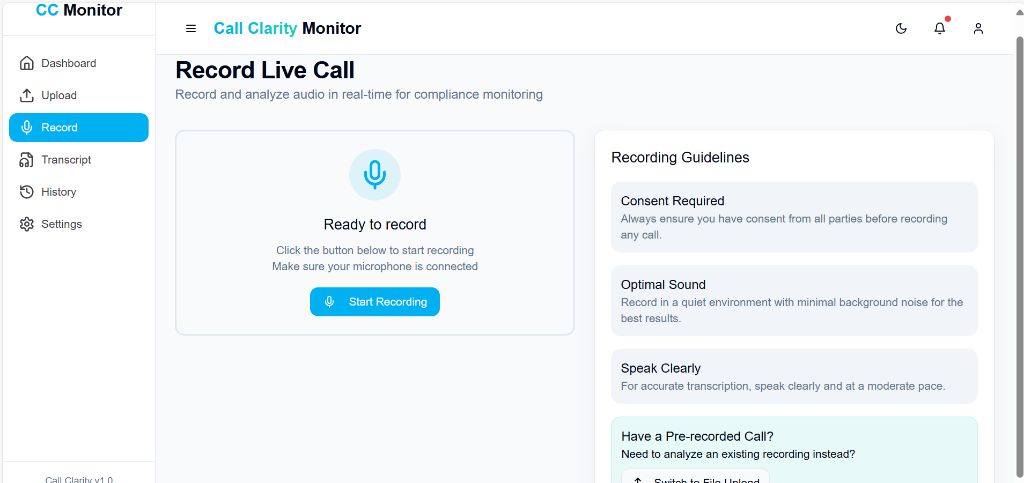 CC Monitor
Dashboard
Upload
Record
Transcript
History
Settings
Call Clarity v1.0
Call Clarity Monitor
Record Live Call
Record and analyze audio in real-time for compliance monitoring
Ready to record
Click the button below to start recording
Make sure your microphone is connected
Start Recording
Recording Guidelines
Consent Required
Always ensure you have consent from all parties before recording
any call.
Optimal Sound
Record in a quiet environment with minimal background noise for the
best results.
Speak Clearly
For accurate transcription, speak clearly and at a moderate pace.
Have a Pre-recorded Call?
Need to analyze an existing recording instead?
Switch to File Upload